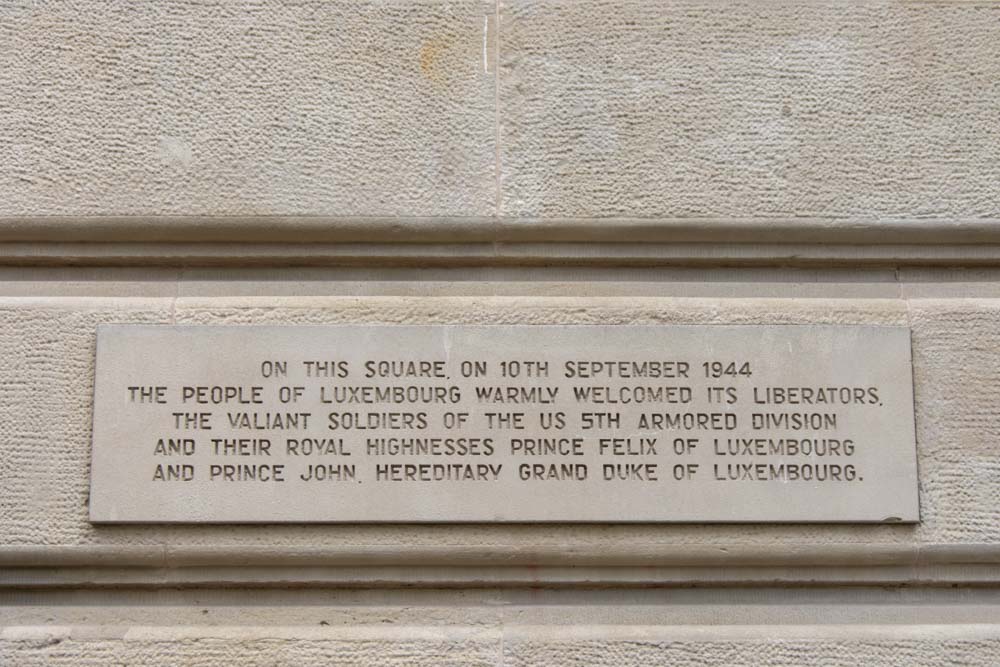 ON THIS SQUARE, ON 10TH SEPTEMBER 1944
THE PEOPLE OF LUXEMBOURG WARMLY WELCOMED ITS LIBERATORS,
THE VALIANT SOLDIERS OF THE US 5TH ARMORED DIVISION
AND THEIR ROYAL HIGHNESSES PRINCE FELIX OF LUXEMBOURG
AND PRINCE JOHN, HEREDITARY GRAND DUKE OF LUXEMBOURG.